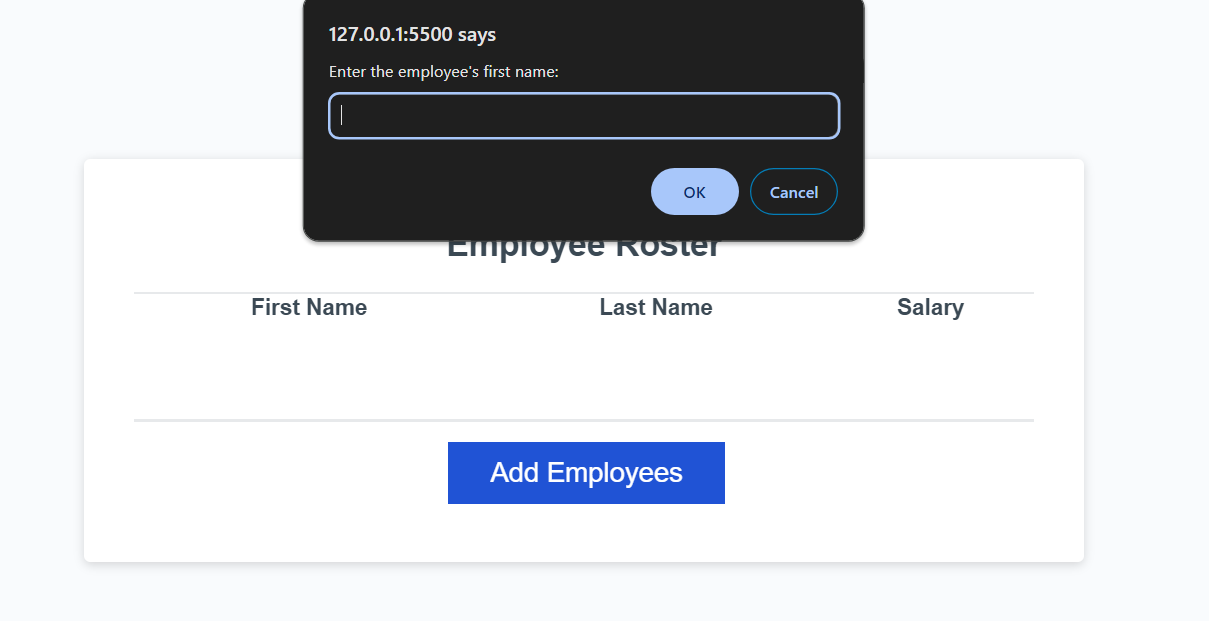 127.0.0.1:5500 says
Enter the employee's first name:
OK Cancel
Employee Roster
First Name Last Name Salary
Add Employees